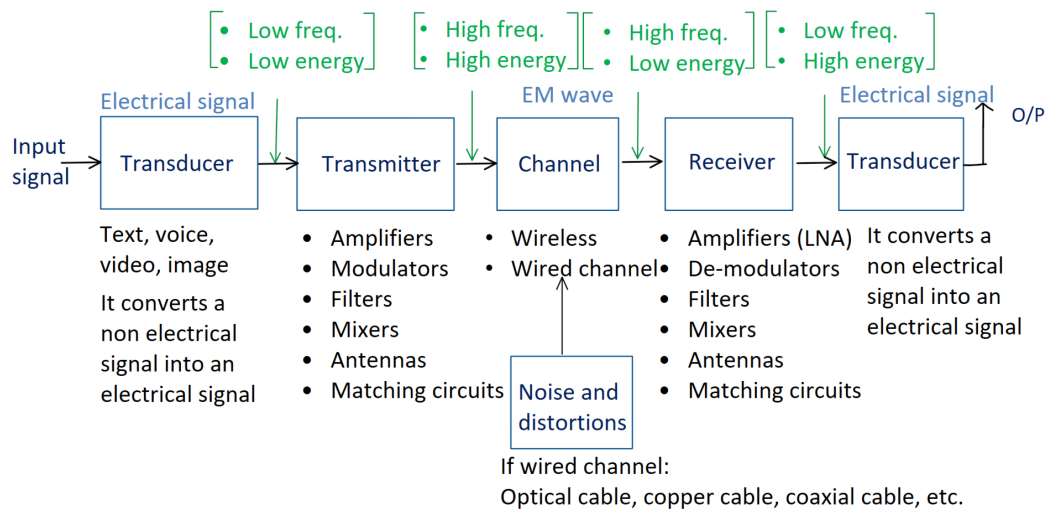 • Low freq.
• Low energy
• High freq.
• High energy
• High freq.
• Low energy
• Low freq.
• High energy
Electrical signal
EM wave
Electrical signal
O/P
Input
signal
Transducer
Transmitter
Channel
Receiver
Transducer
Text, voice,
video, image
It converts a
non electrical
signal into an
electrical signal
• Amplifiers
• Modulators
• Filters
• Mixers
• Antennas
• Matching circuits
• Wireless
• Wired channel
Noise and
distortions
If wired channel:
Optical cable, copper cable, coaxial cable, etc.
• Amplifiers (LNA)
• De-modulators
• Filters
• Mixers
• Antennas
• Matching circuits
It converts a
non electrical
signal into an
electrical signal